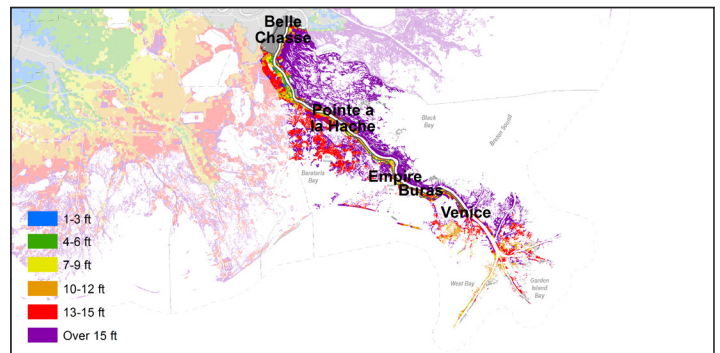 Belle
Chasse
Pointe a
la Hache
Black
Bay
Breton Sound
Barataria
Bay
Empire
Buras
Venice
West Bay
Garden
Island
Bay
1-3 ft
4-6 ft
7-9 ft
10-12 ft
13-15 ft
Over 15 ft